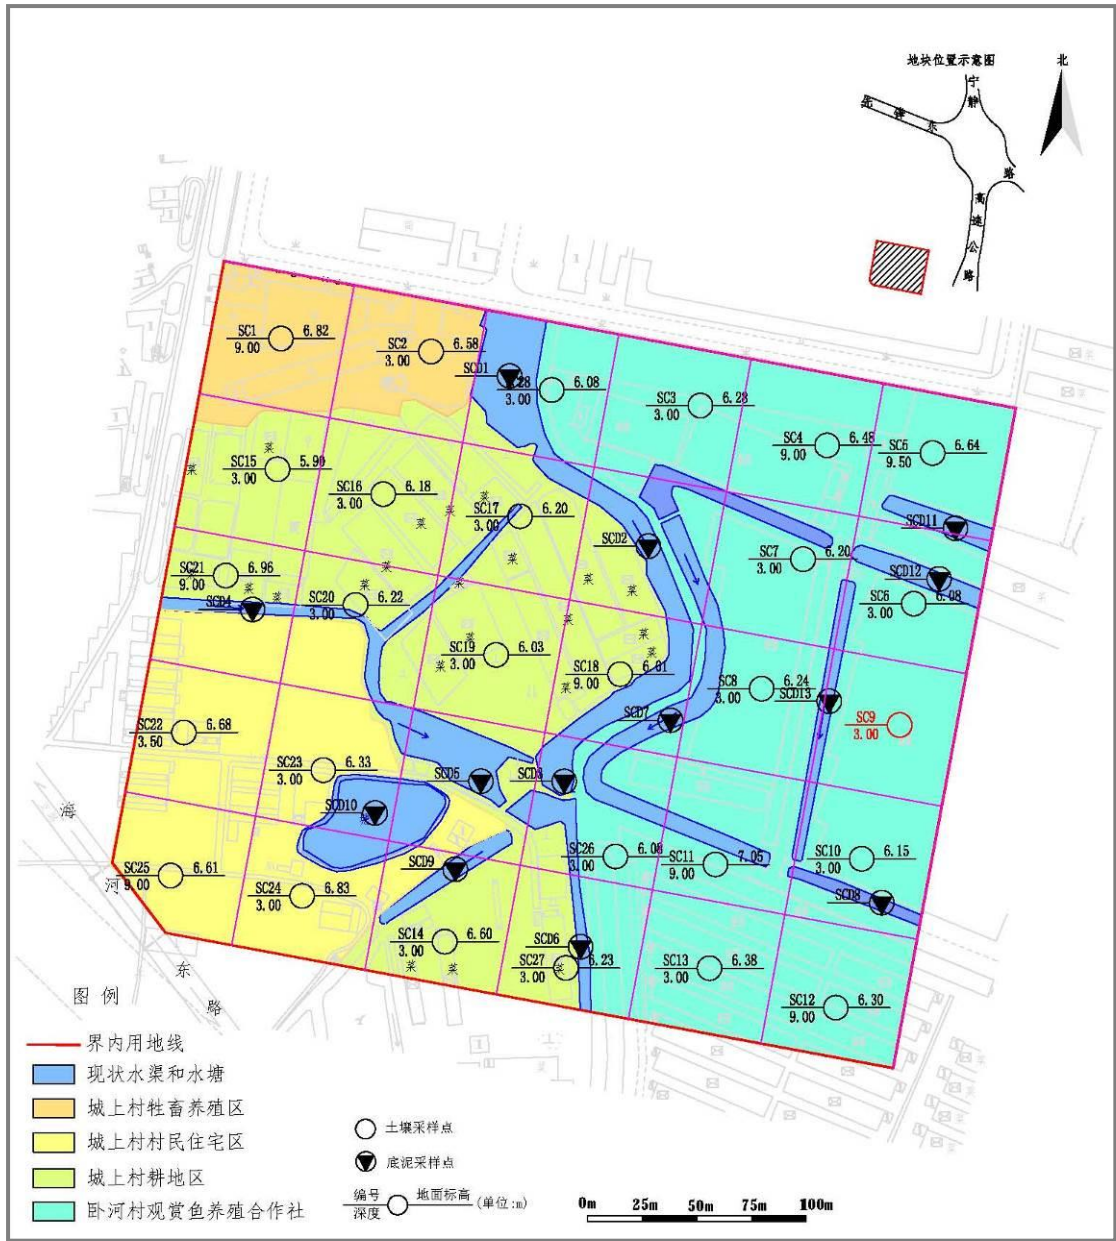 地块位置示意图
北
宁
静
东
高
速
公
路
路
SC1 6.82
9.00
SC2 6.58
3.00
SCD1
SC28 6.08
3.00
SC3 6.28
3.00
SC4 6.48
9.00
SC5 6.64
9.50
SC15 5.90
3.00
SC16 6.18
3.00
SC17 6.20
3.00
SCD2
SC7 6.20
3.00
SCD11
SCD12
SC6 6.08
3.00
SC21 6.96
9.00
SCD4
SC20 6.22
3.00
SC19 6.03
3.00
SC18 6.01
9.00
SC8 6.24
3.00
SCD13
SCD7
SC9
3.00
SC22 6.68
3.50
SC23 6.33
3.00
SCD5
SCD3
SCD10
SCD9
SC26 6.08
3.00
SC11 7.05
9.00
SC10 6.15
3.00
SCD8
SC25 6.61
9.00
SC24 6.83
3.00
SC14 6.60
3.00
SCD6
SC27 6.23
3.00
SC13 6.38
3.00
SC12 6.30
9.00
海
河
东
路
图例
界内用地线
现状水渠和水塘
城上村牲畜养殖区
城上村村民住宅区
城上村耕地区
卧河村观赏鱼养殖合作社
土壤采样点
底泥采样点
编号 地面标高 (单位:m)
深度
0m 25m 50m 75m 100m